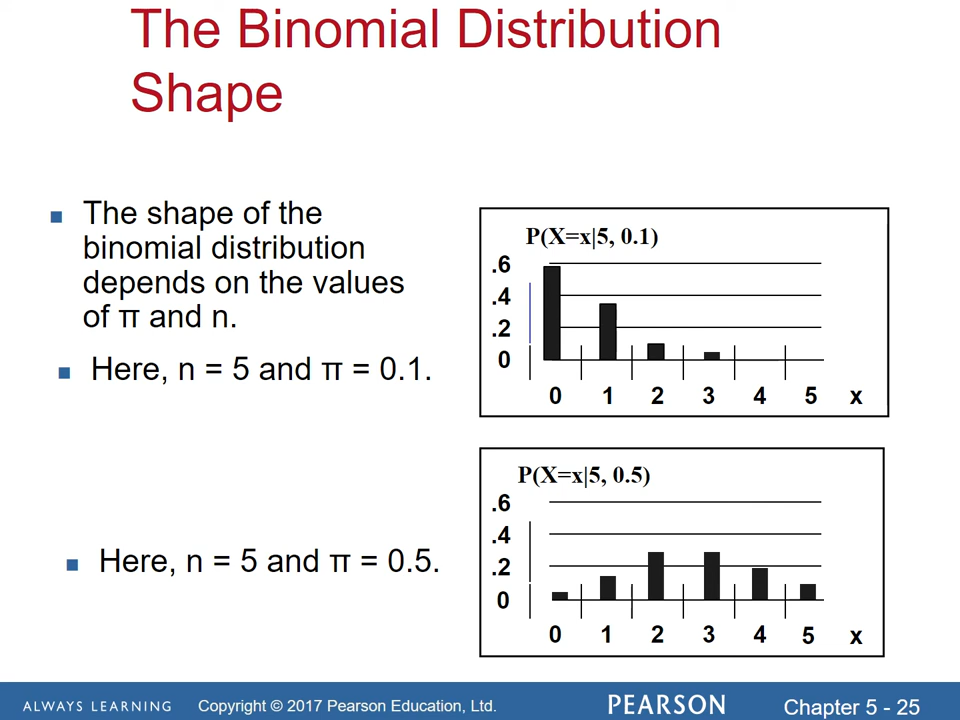 The Binomial Distribution
Shape
■ The shape of the
binomial distribution
depends on the values
of π and n.
■ Here, n = 5 and π = 0.1.
P(X=x|5, 0.1)
.6
.4
.2
0
0 1 2 3 4 5 x
■ Here, n = 5 and π = 0.5.
P(X=x|5, 0.5)
.6
.4
.2
0
0 1 2 3 4 5 x
ALWAYS LEARNING Copyright © 2017 Pearson Education, Ltd. PEARSON Chapter 5 - 25